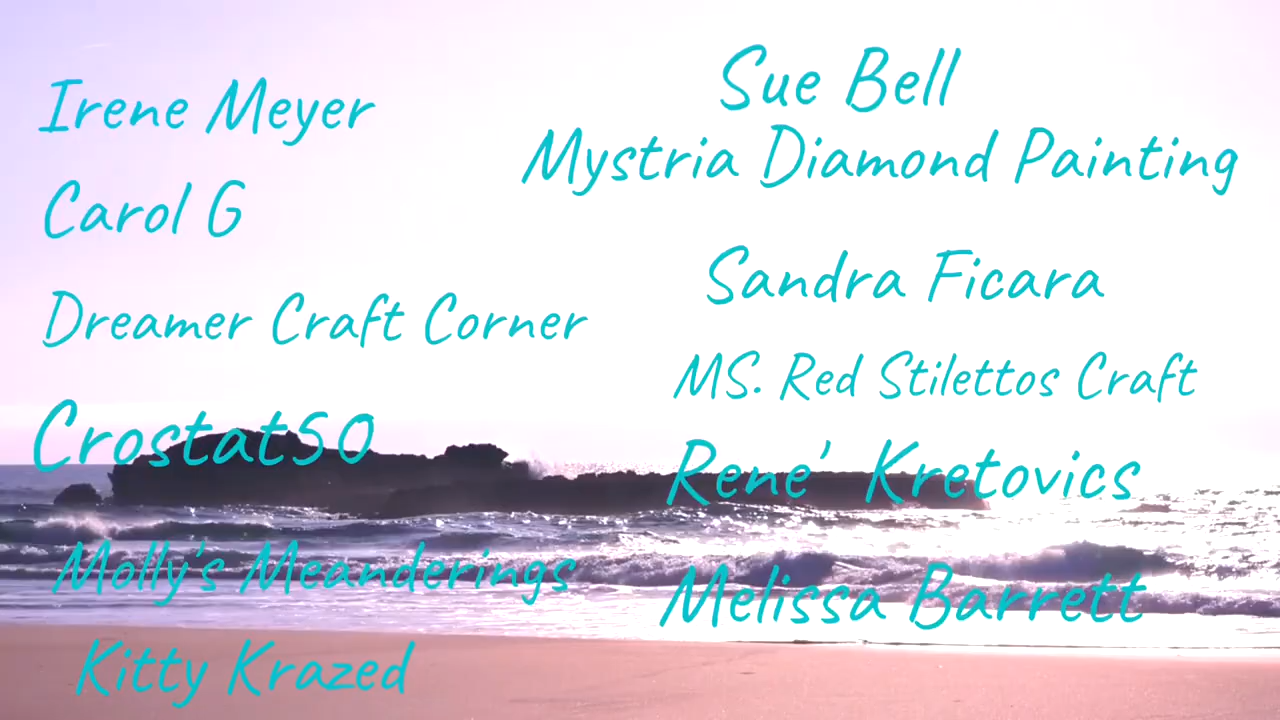 Irene Meyer
Carol G
Dreamer Craft Corner
Crostat50
Molly's Meanderings
Kitty Krazed
Sue Bell
Mystria Diamond Painting
Sandra Ficara
MS. Red Stilettos Craft
Rene' Kretovics
Melissa Barrett